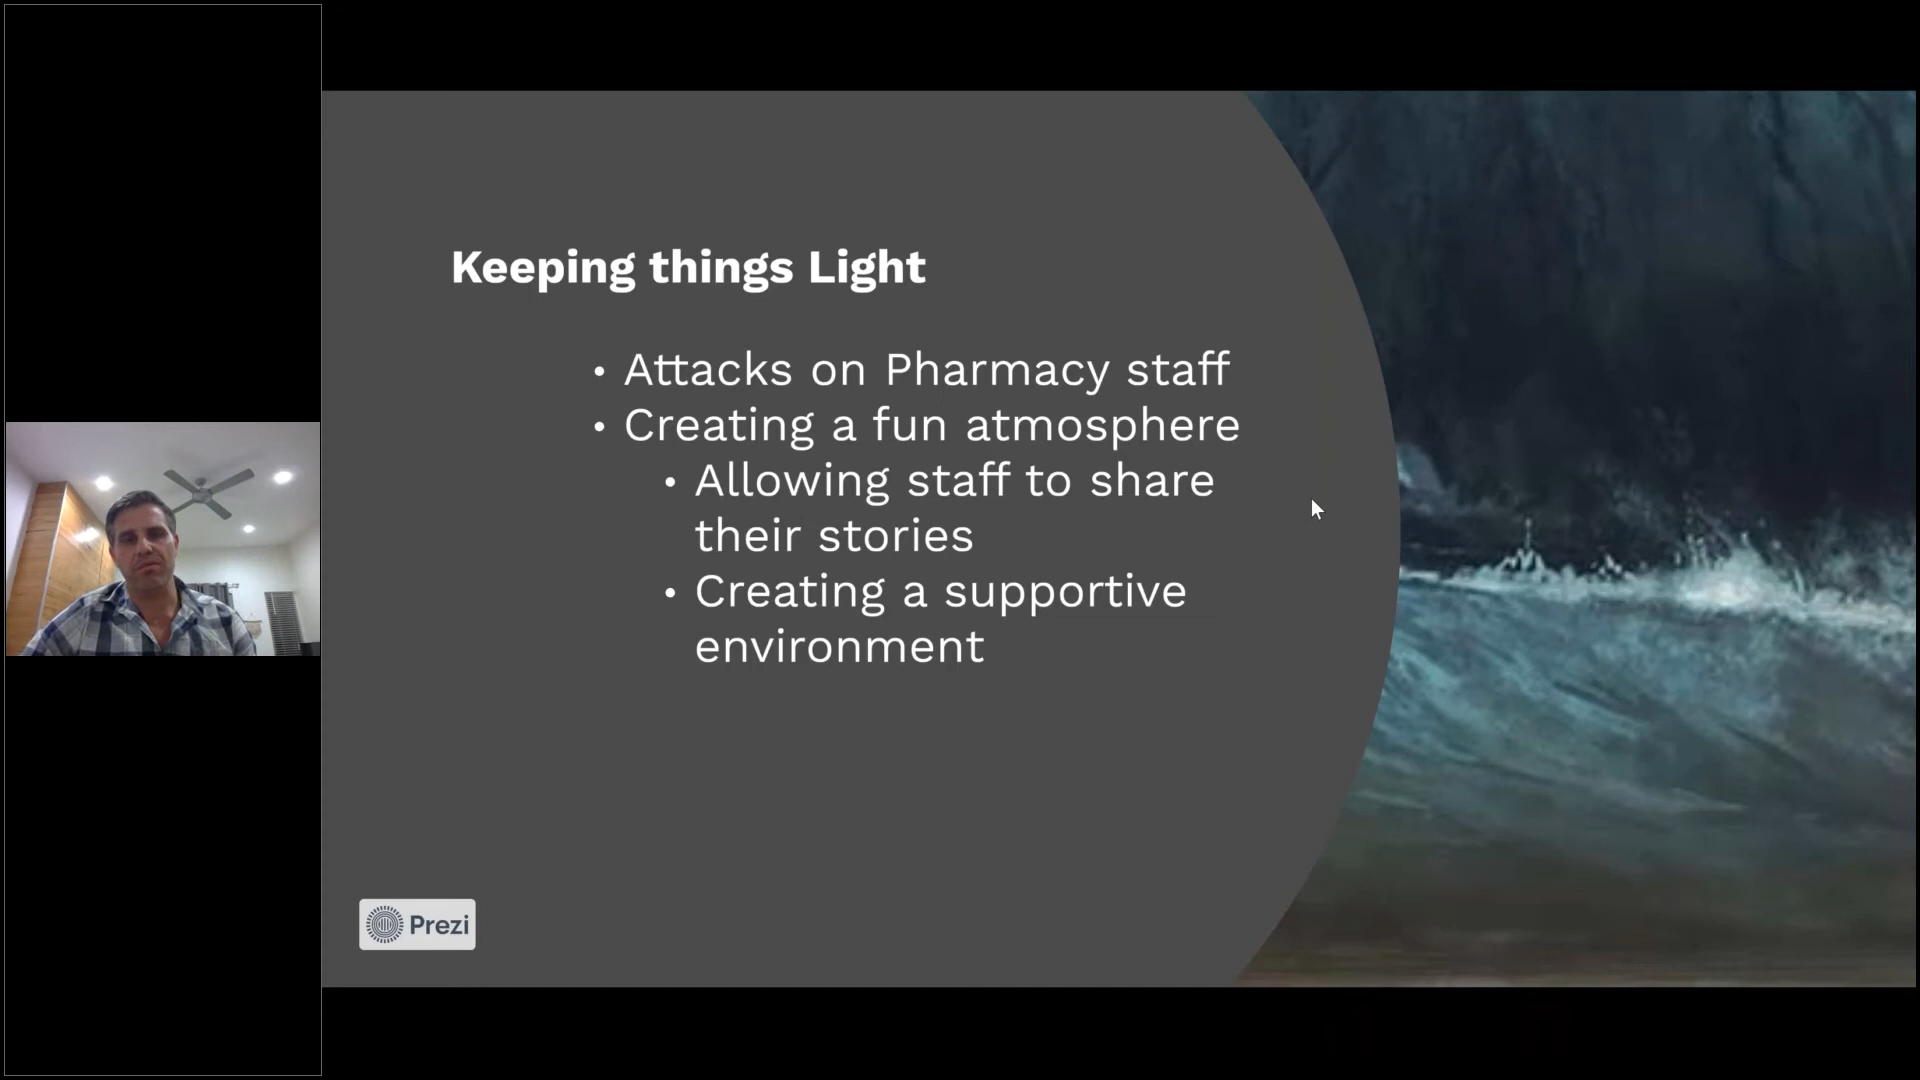 Keeping things Light
• Attacks on Pharmacy staff
• Creating a fun atmosphere
• Allowing staff to share
their stories
• Creating a supportive
environment
Prezi